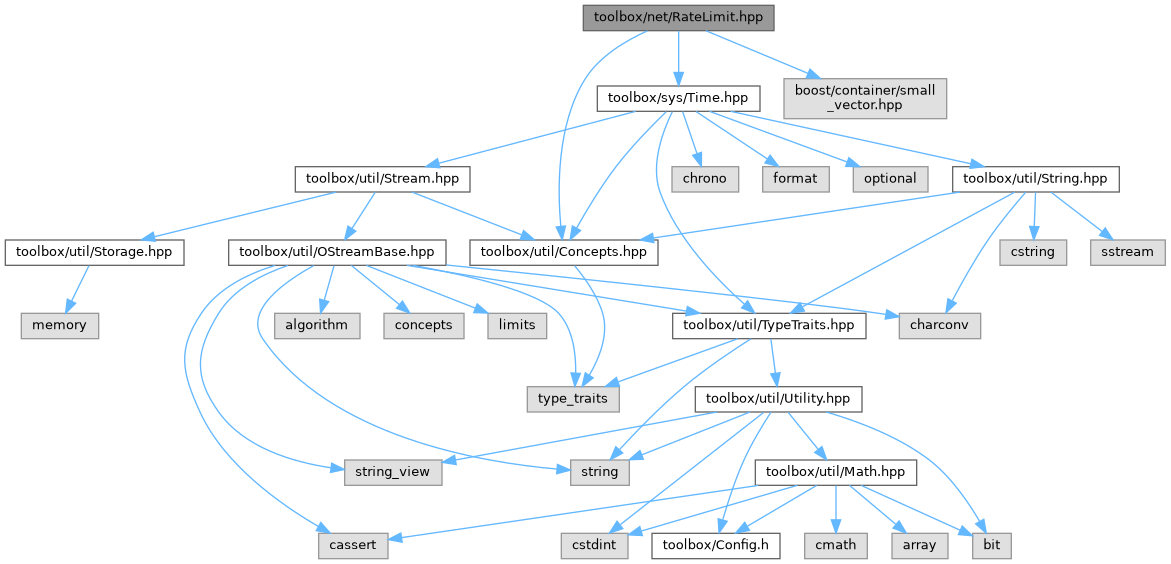 toolbox/net/RateLimit.hpp
toolbox/sys/Time.hpp
boost/container/small
_vector.hpp
toolbox/util/Stream.hpp
chrono
format
optional
toolbox/util/String.hpp
toolbox/util/Storage.hpp
toolbox/util/OStreamBase.hpp
toolbox/util/Concepts.hpp
cstring
sstream
memory
algorithm
concepts
limits
toolbox/util/TypeTraits.hpp
charconv
type_traits
toolbox/util/Utility.hpp
string_view
string
toolbox/util/Math.hpp
cassert
cstdint
toolbox/Config.h
cmath
array
bit